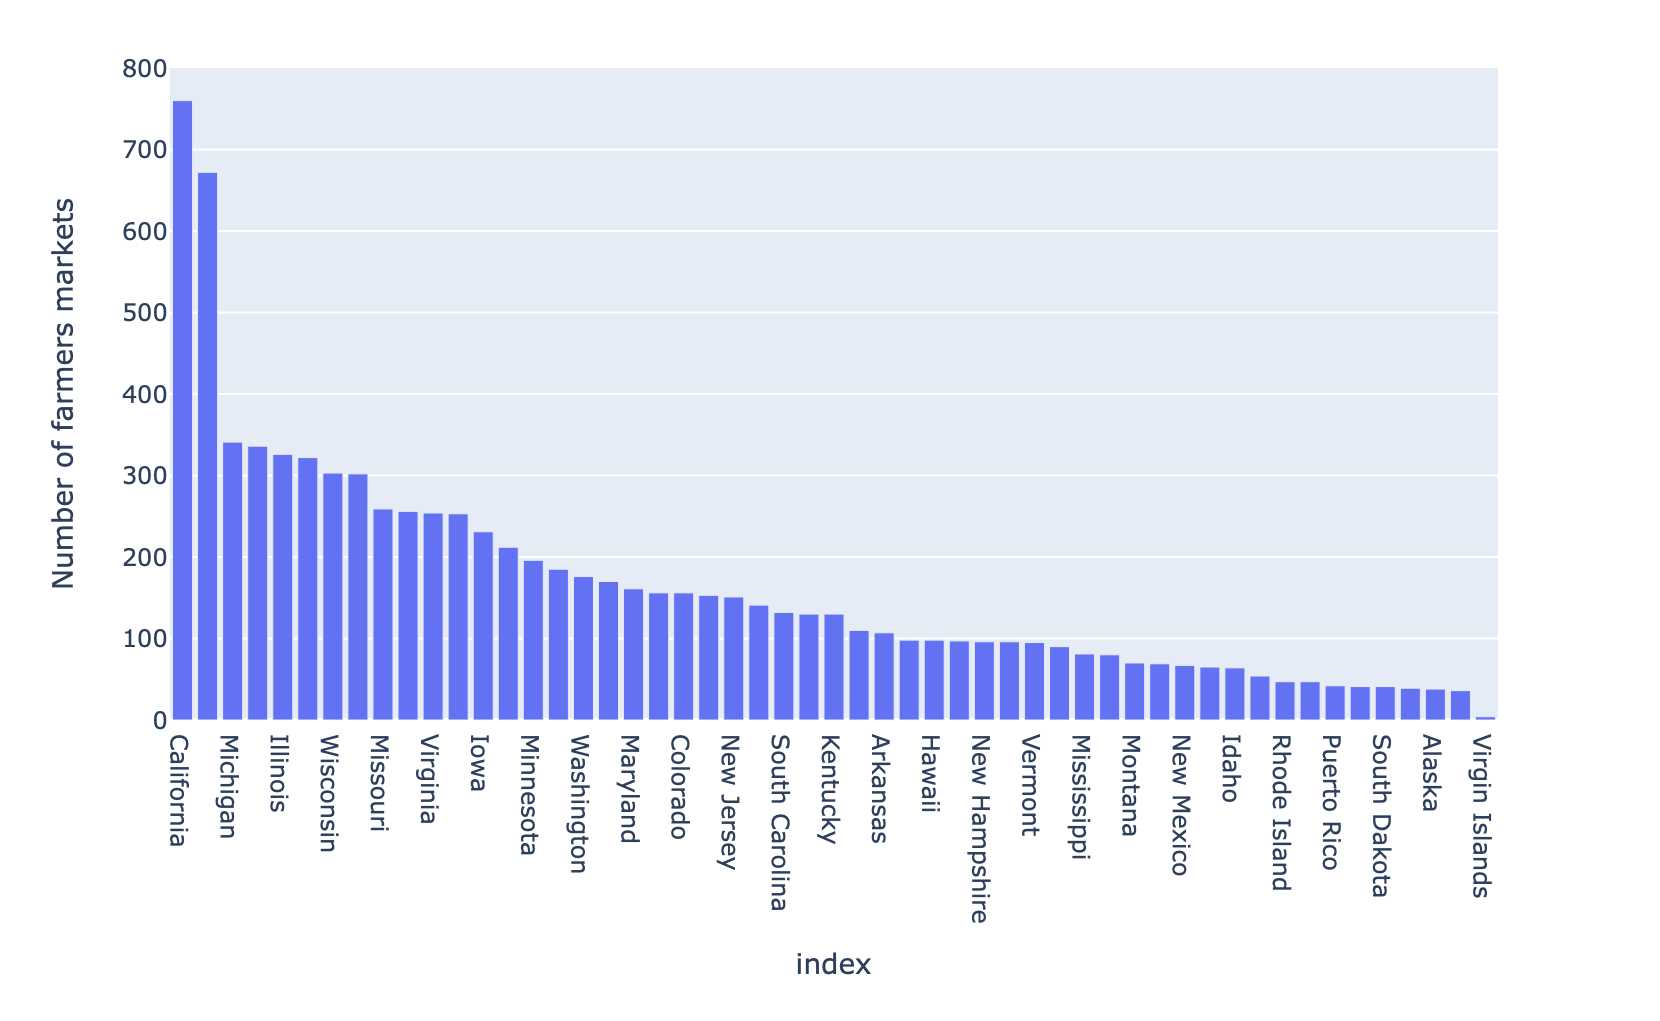 800
700
600
500
400
300
200
100
0
Number of farmers markets
California
Michigan
Illinois
Wisconsin
Missouri
Virginia
Iowa
Minnesota
Washington
Maryland
Colorado
New Jersey
South Carolina
Kentucky
Arkansas
Hawaii
New Hampshire
Vermont
Mississippi
Montana
New Mexico
Idaho
Rhode Island
Puerto Rico
South Dakota
Alaska
Virgin Islands
index